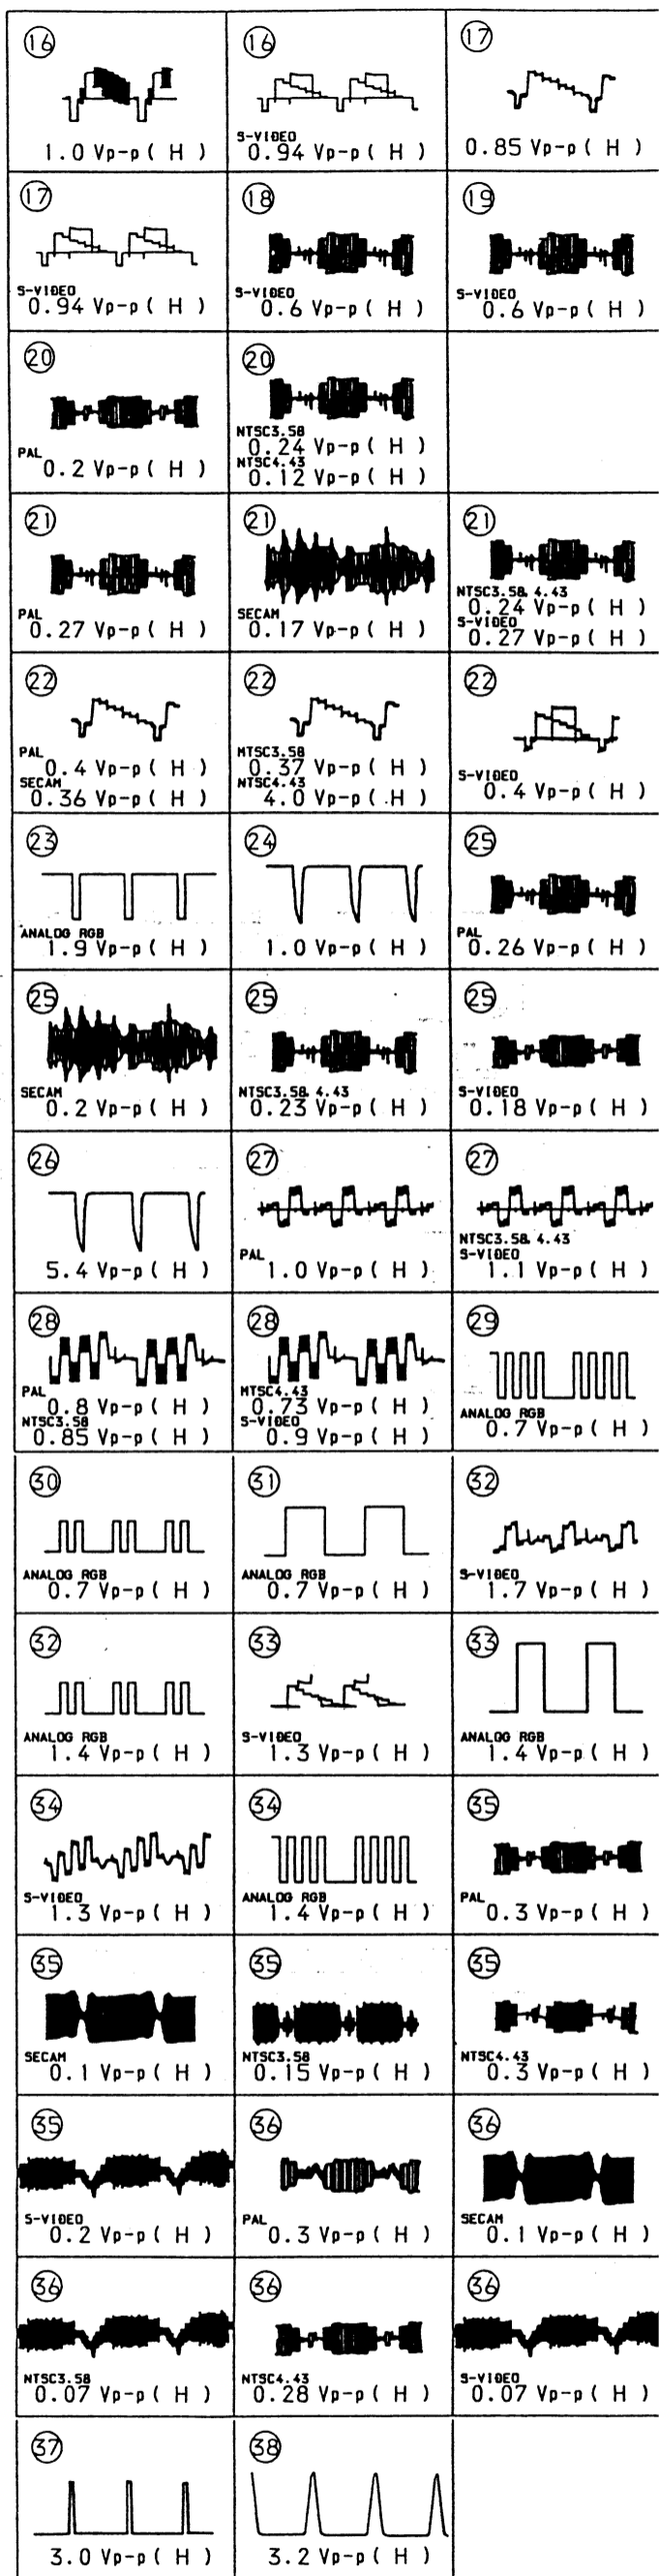 16
1.0 Vp-p ( H )
16
S-VIDEO
0.94 Vp-p ( H )
17
0.85 Vp-p ( H )
17
S-VIDEO
0.94 Vp-p ( H )
18
S-VIDEO
0.6 Vp-p ( H )
19
S-VIDEO
0.6 Vp-p ( H )
20
PAL
0.2 Vp-p ( H )
20
NTSC3.58
0.24 Vp-p ( H )
NTSC4.43
0.12 Vp-p ( H )
21
PAL
0.27 Vp-p ( H )
21
SECAM
0.17 Vp-p ( H )
21
NTSC3.58& 4.43
0.24 Vp-p ( H )
S-VIDEO
0.27 Vp-p ( H )
22
PAL
0.4 Vp-p ( H )
SECAM
0.36 Vp-p ( H )
22
MTSC3.58
0.37 Vp-p ( H )
NTSC4.43
4.0 Vp-p ( H )
22
S-VIDEO
0.4 Vp-p ( H )
23
ANALOG RGB
1.9 Vp-p ( H )
24
1.0 Vp-p ( H )
25
PAL
0.26 Vp-p ( H )
25
SECAM
0.2 Vp-p ( H )
25
NTSC3.58& 4.43
0.23 Vp-p ( H )
25
S-VIDEO
0.18 Vp-p ( H )
26
5.4 Vp-p ( H )
27
PAL
1.0 Vp-p ( H )
27
NTSC3.58& 4.43
S-VIDEO
1.1 Vp-p ( H )
28
PAL
0.8 Vp-p ( H )
NTSC3.58
0.85 Vp-p ( H )
28
MTSC4.43
0.73 Vp-p ( H )
S-VIDEO
0.9 Vp-p ( H )
29
ANALOG RGB
0.7 Vp-p ( H )
30
ANALOG RGB
0.7 Vp-p ( H )
31
ANALOG RGB
0.7 Vp-p ( H )
32
S-VIDEO
1.7 Vp-p ( H )
32
ANALOG RGB
1.4 Vp-p ( H )
33
S-VIDEO
1.3 Vp-p ( H )
33
ANALOG RGB
1.4 Vp-p ( H )
34
S-VIDEO
1.3 Vp-p ( H )
34
ANALOG RGB
1.4 Vp-p ( H )
35
PAL
0.3 Vp-p ( H )
35
SECAM
0.1 Vp-p ( H )
35
NTSC3.58
0.15 Vp-p ( H )
35
NTSC4.43
0.3 Vp-p ( H )
35
S-VIDEO
0.2 Vp-p ( H )
36
PAL
0.3 Vp-p ( H )
36
SECAM
0.1 Vp-p ( H )
36
NTSC3.58
0.07 Vp-p ( H )
36
NTSC4.43
0.28 Vp-p ( H )
36
S-VIDEO
0.07 Vp-p ( H )
37
3.0 Vp-p ( H )
38
3.2 Vp-p ( H )